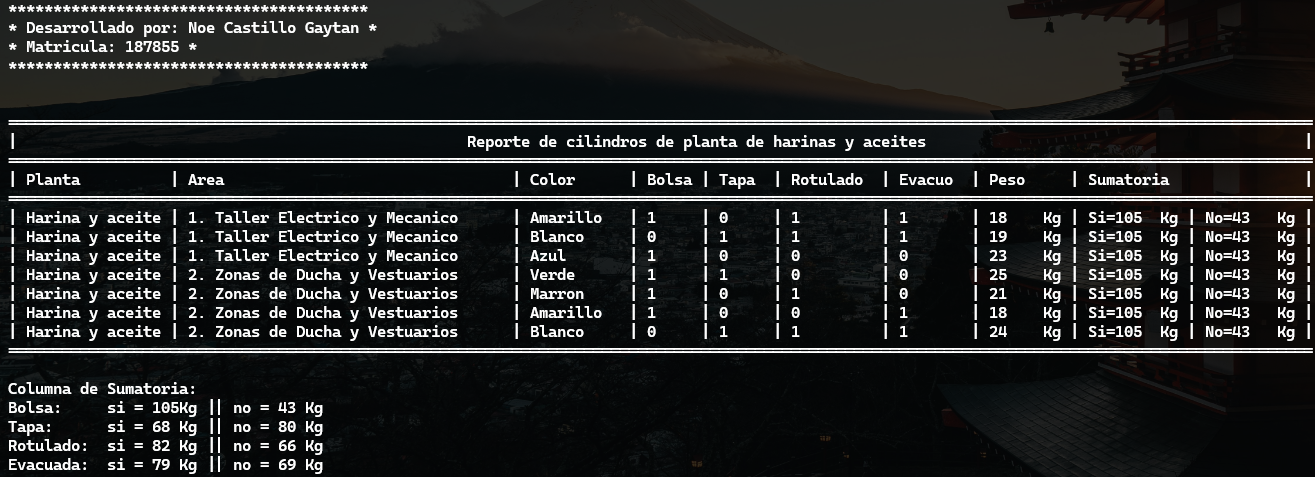 ****************************************
* Desarrollado por: Noe Castillo Gaytan *
* Matricula: 187855 *
****************************************
| Reporte de cilindros de planta de harinas y aceites |
| Planta | Area | Color | Bolsa | Tapa | Rotulado | Evacuo | Peso | Sumatoria |
| Harina y aceite | 1. Taller Electrico y Mecanico | Amarillo | 1 | 0 | 1 | 1 | 18 Kg | Si=105 Kg | No=43 Kg |
| Harina y aceite | 1. Taller Electrico y Mecanico | Blanco | 0 | 1 | 1 | 1 | 19 Kg | Si=105 Kg | No=43 Kg |
| Harina y aceite | 1. Taller Electrico y Mecanico | Azul | 1 | 0 | 0 | 0 | 23 Kg | Si=105 Kg | No=43 Kg |
| Harina y aceite | 2. Zonas de Ducha y Vestuarios | Verde | 1 | 1 | 0 | 0 | 25 Kg | Si=105 Kg | No=43 Kg |
| Harina y aceite | 2. Zonas de Ducha y Vestuarios | Marron | 1 | 0 | 1 | 0 | 21 Kg | Si=105 Kg | No=43 Kg |
| Harina y aceite | 2. Zonas de Ducha y Vestuarios | Amarillo | 1 | 0 | 0 | 1 | 18 Kg | Si=105 Kg | No=43 Kg |
| Harina y aceite | 2. Zonas de Ducha y Vestuarios | Blanco | 0 | 1 | 1 | 1 | 24 Kg | Si=105 Kg | No=43 Kg |
Columna de Sumatoria:
Bolsa: si = 105Kg || no = 43 Kg
Tapa: si = 68 Kg || no = 80 Kg
Rotulado: si = 82 Kg || no = 66 Kg
Evacuada: si = 79 Kg || no = 69 Kg